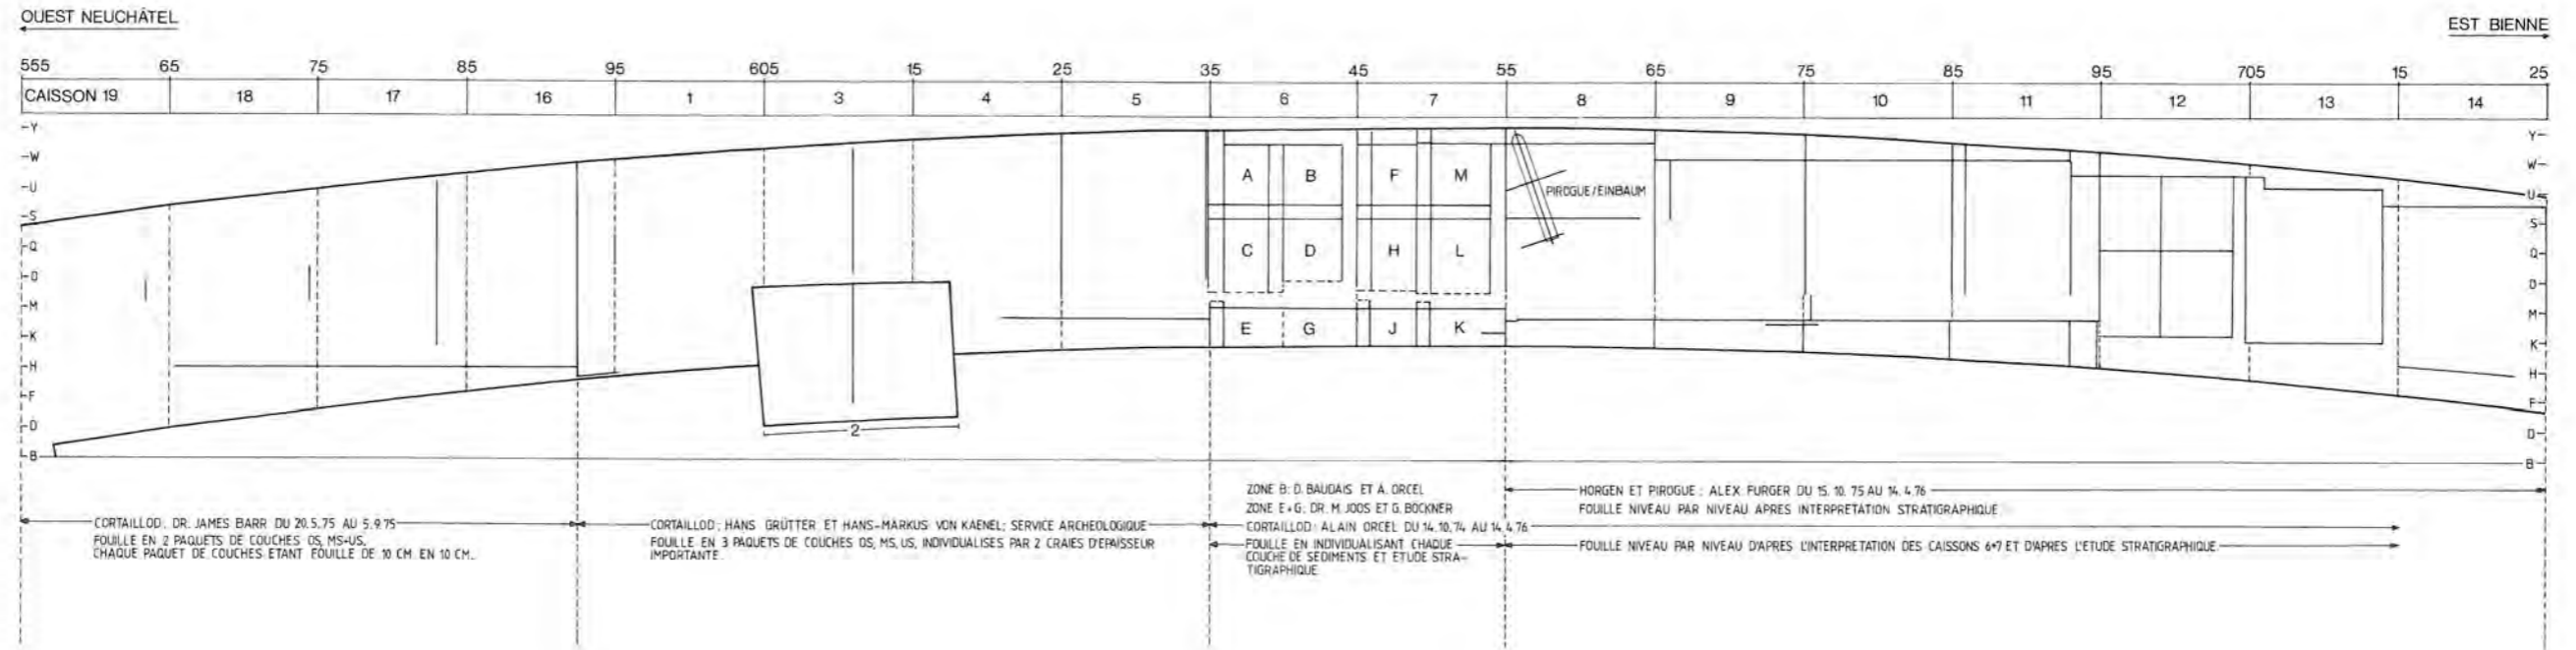 OUEST NEUCHÂTEL
EST BIENNE
555 65 75 85 95 605 15 25 35 45 55 65 75 85 95 705 15 25
CAISSON 19 18 17 16 1 3 4 5 6 7 8 9 10 11 12 13 14
Y Y
W W
U U
S S
Q Q
O O
M M
K K
H H
F F
D D
B B
A B F M
PIROGUE/EINBAUM
C D H L
E G J K
2
CORTAILLOD: DR. JAMES BARR DU 20.5.75 AU 5.9.75
FOUILLE EN 2 PAQUETS DE COUCHES OS, MS+US,
CHAQUE PAQUET DE COUCHES ETANT FOUILLE DE 10 CM. EN 10 CM.
CORTAILLOD: HANS GRÜTTER ET HANS-MARKUS VON KAENEL; SERVICE ARCHEOLOGIQUE
FOUILLE EN 3 PAQUETS DE COUCHES OS, MS, US, INDIVIDUALISES PAR 2 CRAIES D'EPAISSEUR
IMPORTANTE.
ZONE B: D. BAUDAIS ET A. ORCEL
ZONE E+G: DR. M. JOOS ET G. BOCKNER
CORTAILLOD: ALAIN ORCEL DU 14.10.74 AU 14.4.76
FOUILLE EN INDIVIDUALISANT CHAQUE
COUCHE DE SEDIMENTS ET ETUDE STRA-
TIGRAPHIQUE
HORGEN ET PIROGUE: ALEX FURGER DU 15.10.75 AU 14.4.76
FOUILLE NIVEAU PAR NIVEAU APRES INTERPRETATION STRATIGRAPHIQUE
FOUILLE NIVEAU PAR NIVEAU D'APRES L'INTERPRETATION DES CAISSONS 6+7 ET D'APRES L'ETUDE STRATIGRAPHIQUE.